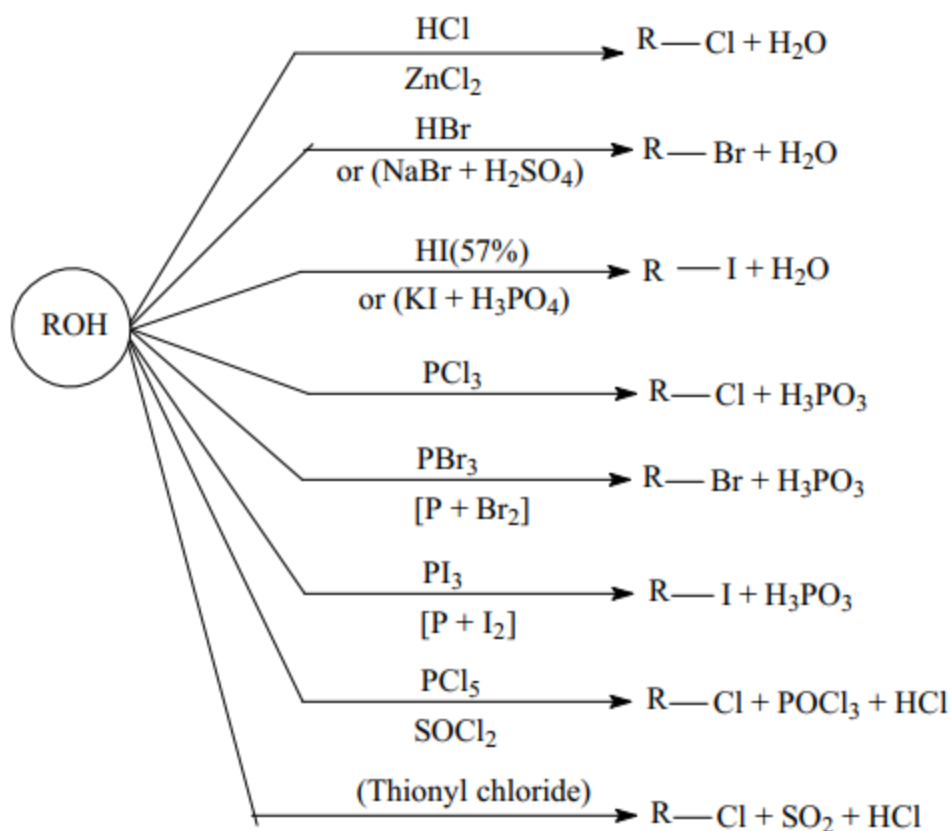 HCl
R—Cl + H₂O
ZnCl₂
HBr
R—Br + H₂O
or (NaBr + H₂SO₄)
HI(57%)
R—I + H₂O
or (KI + H₃PO₄)
ROH
PCl₃
R—Cl + H₃PO₃
PBr₃
R—Br + H₃PO₃
[P + Br₂]
PI₃
R—I + H₃PO₃
[P + I₂]
PCl₅
R—Cl + POCl₃ + HCl
SOCl₂
(Thionyl chloride)
R—Cl + SO₂ + HCl